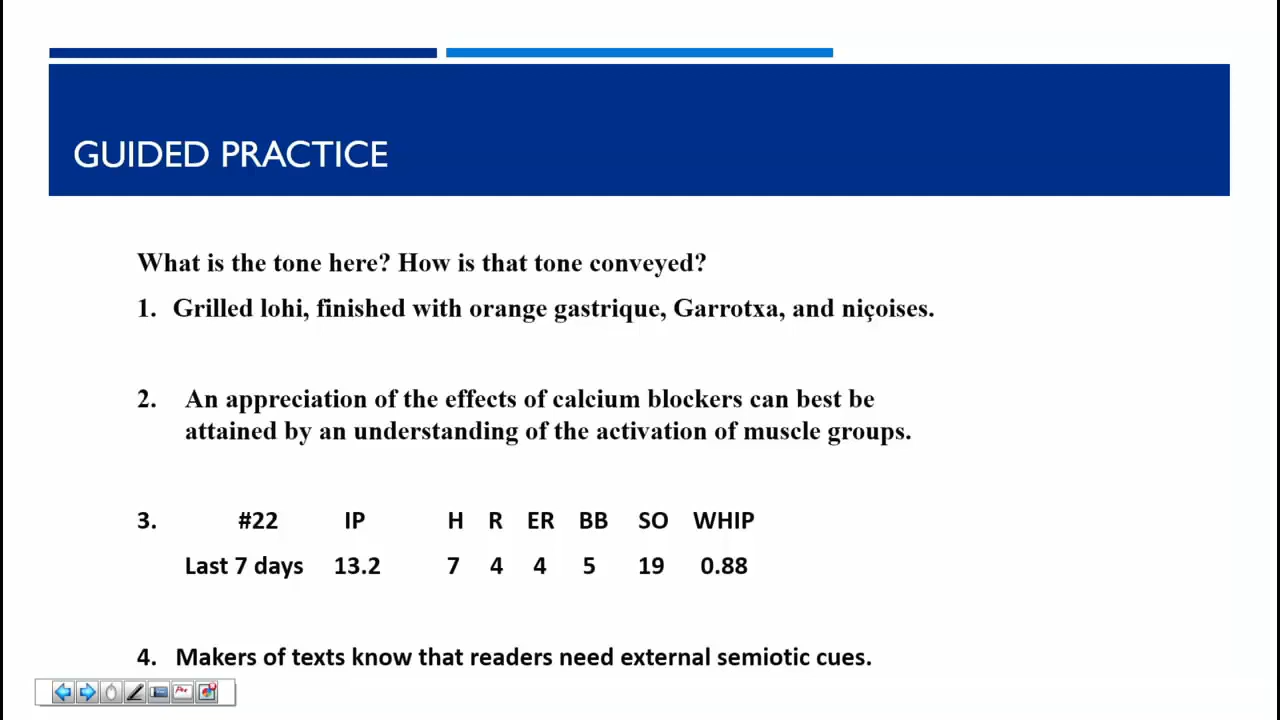 GUIDED PRACTICE
What is the tone here? How is that tone conveyed?
1. Grilled lohi, finished with orange gastrique, Garrotxa, and niçoises.
2. An appreciation of the effects of calcium blockers can best be
attained by an understanding of the activation of muscle groups.
3. #22 IP H R ER BB SO WHIP
Last 7 days 13.2 7 4 4 5 19 0.88
4. Makers of texts know that readers need external semiotic cues.